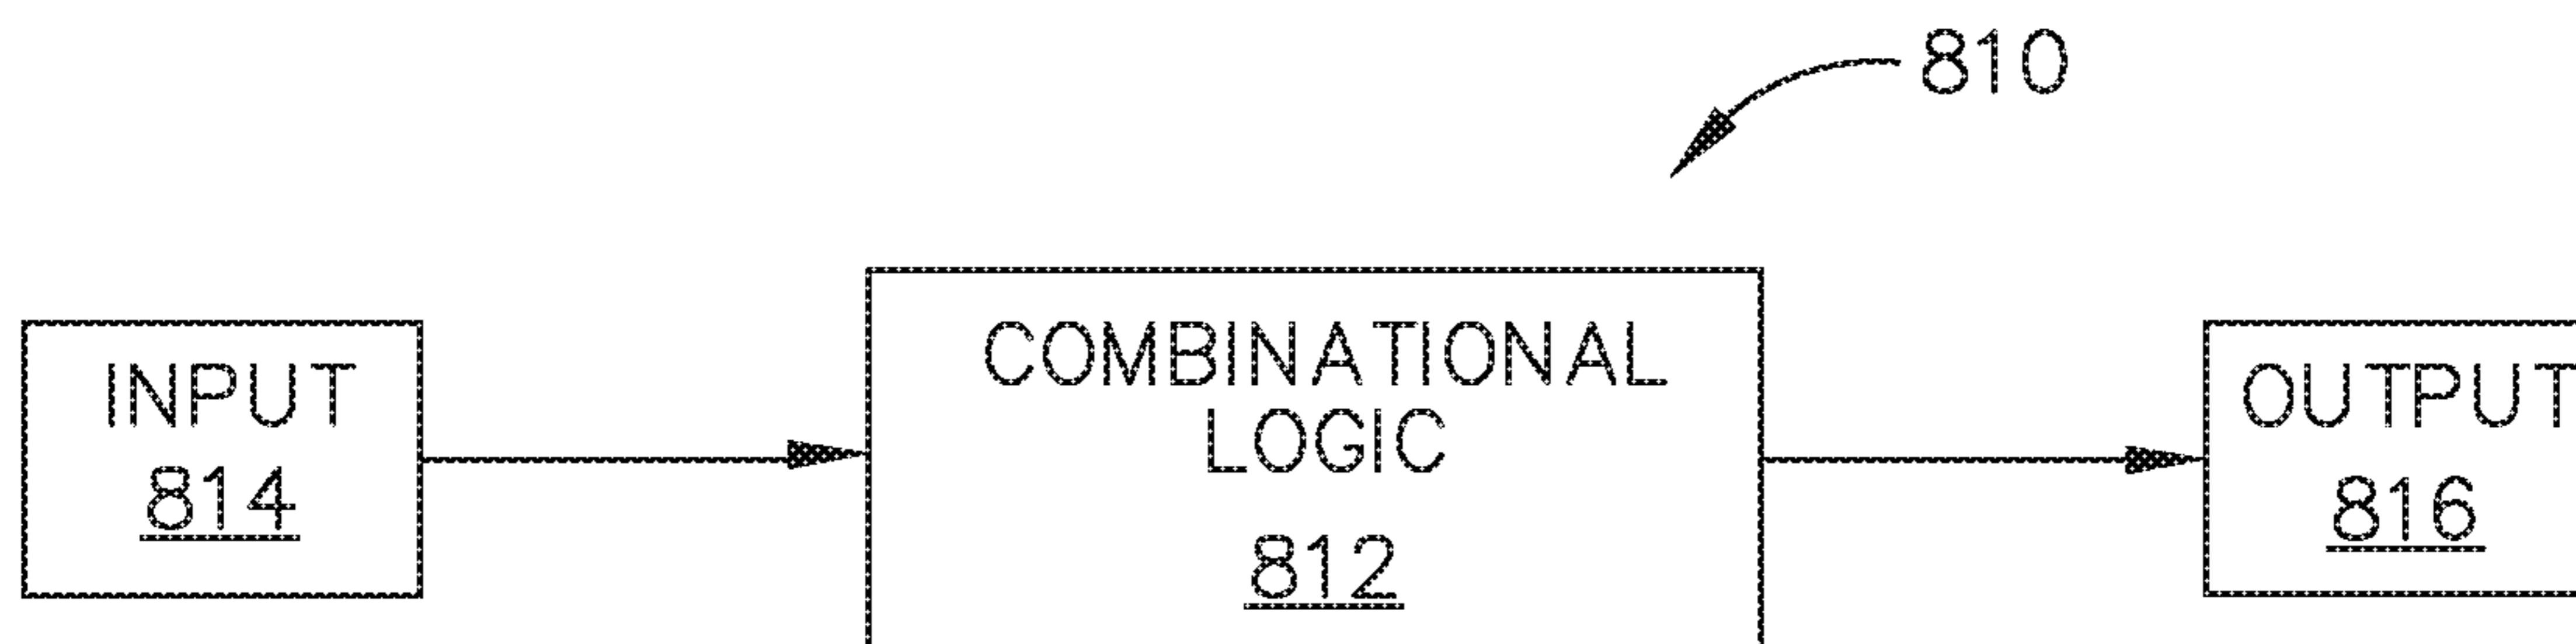 810
INPUT
814
COMBINATIONAL
LOGIC
812
OUTPUT
816